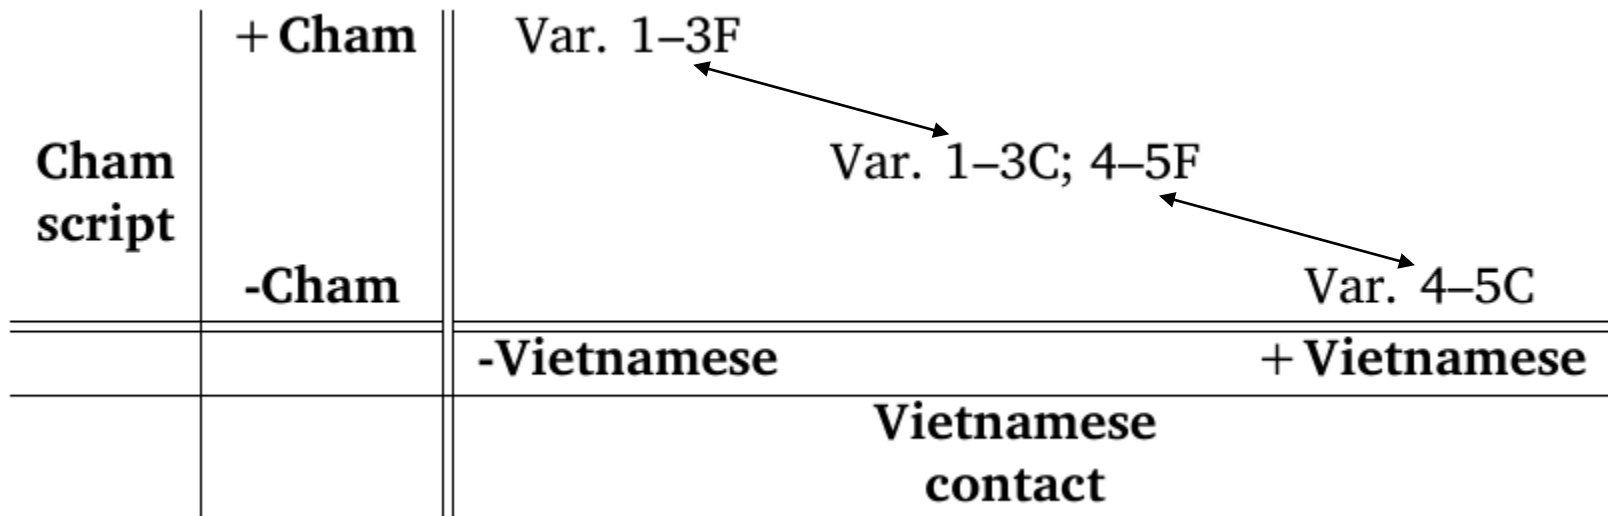 +Cham Var. 1–3F
Cham
script
Var. 1–3C; 4–5F
-Cham Var. 4–5C
-Vietnamese +Vietnamese
Vietnamese
contact